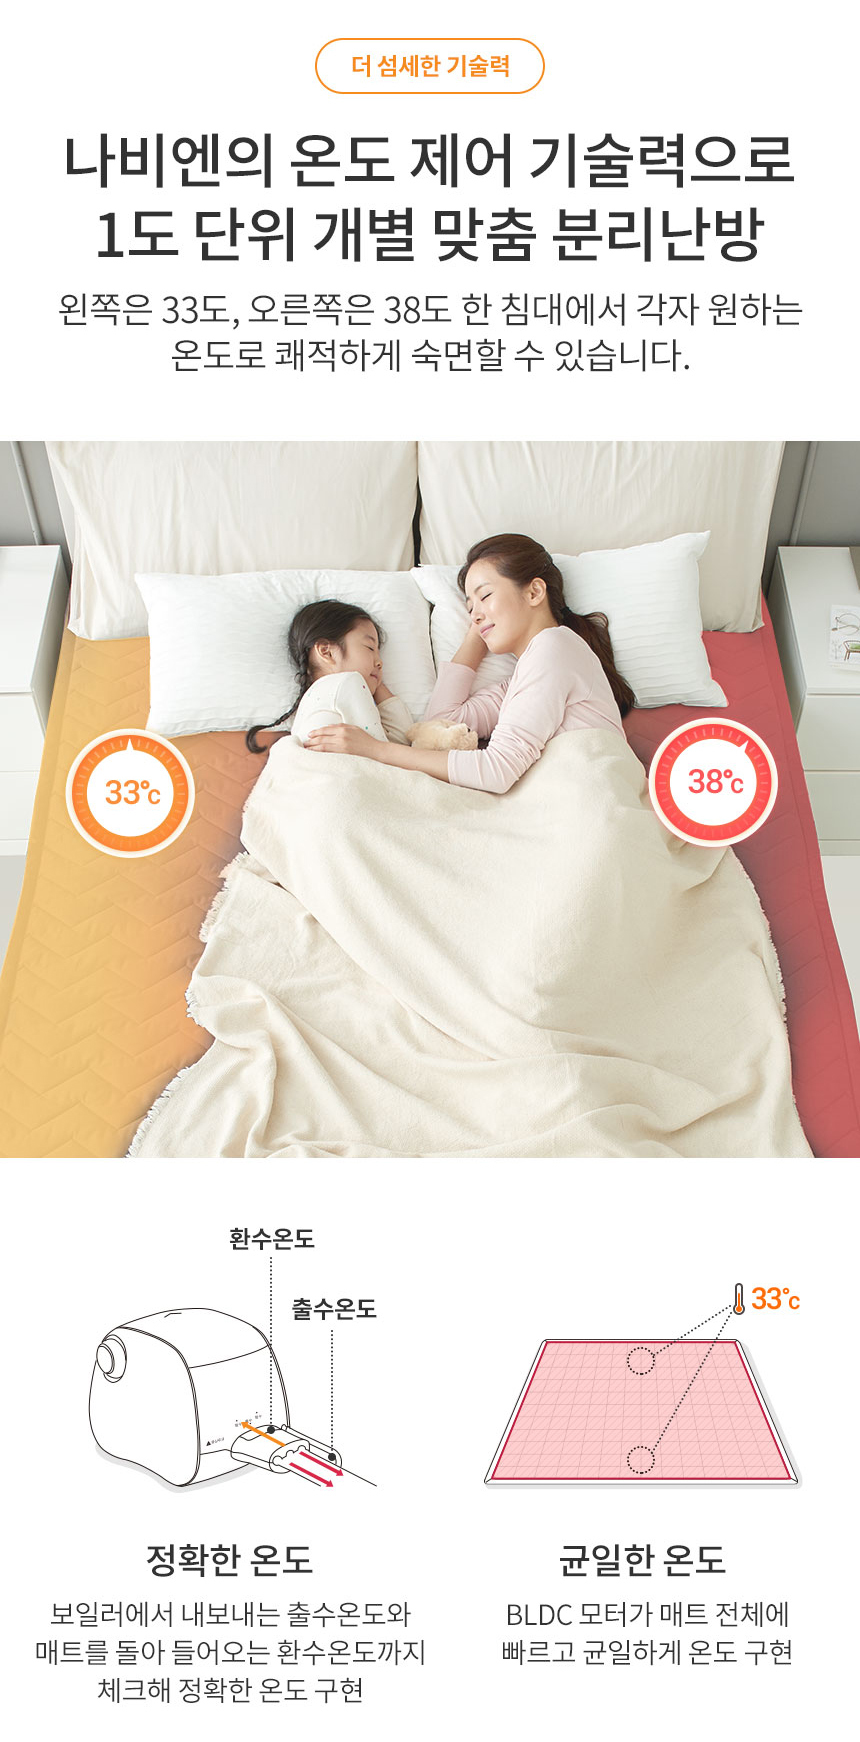 더 섬세한 기술력
나비엔의 온도 제어 기술력으로
1도 단위 개별 맞춤 분리난방
왼쪽은 33도, 오른쪽은 38도 한 침대에서 각자 원하는
온도로 쾌적하게 숙면할 수 있습니다.
33℃
38℃
환수온도
출수온도
33℃
정확한 온도
보일러에서 내보내는 출수온도와
매트를 돌아 들어오는 환수온도까지
체크해 정확한 온도 구현
균일한 온도
BLDC 모터가 매트 전체에
빠르고 균일하게 온도 구현